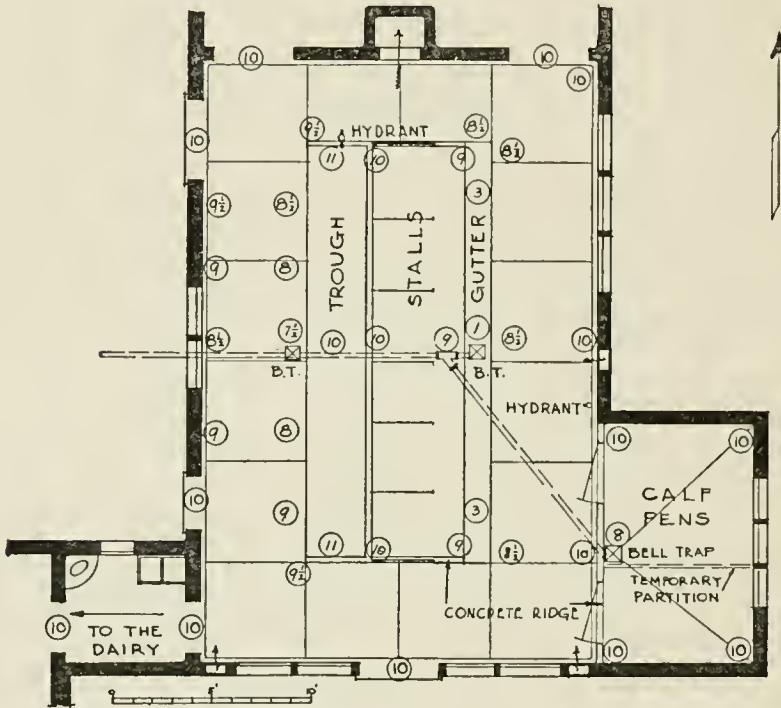 10
10
10
10
9½
HYDRANT
8½
8½
11
10
9
9½
8½
3
TROUGH
STALLS
GUTTER
9
8
8½
7½
10
10
9
1
8½
10
B.T.
B.T.
HYDRANT
9
8
10
10
CALF
PENS
9
3
8
11
10
9
8½
10
BELL TRAP
9½
TEMPORARY
PARTITION
CONCRETE RIDGE
10
10
TO THE
DAIRY
10
10
10
5'
10'